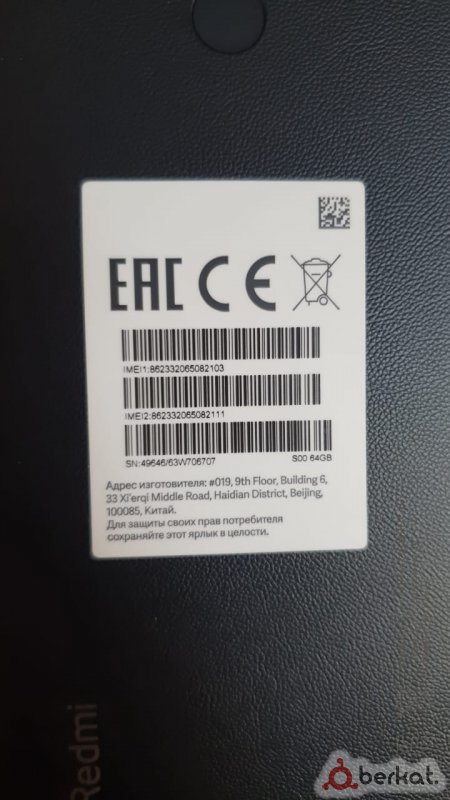 EAC CE
IMEI1:862332065082103
IMEI2:862332065082111
SN:49646/63W706707 S00 64GB
Адрес изготовителя: #019, 9th Floor, Building 6,
33 Xi'erqi Middle Road, Haidian District, Beijing,
100085, Китай.
Для защиты своих прав потребителя
сохраняйте этот ярлык в целости.
Redmi
berkat.